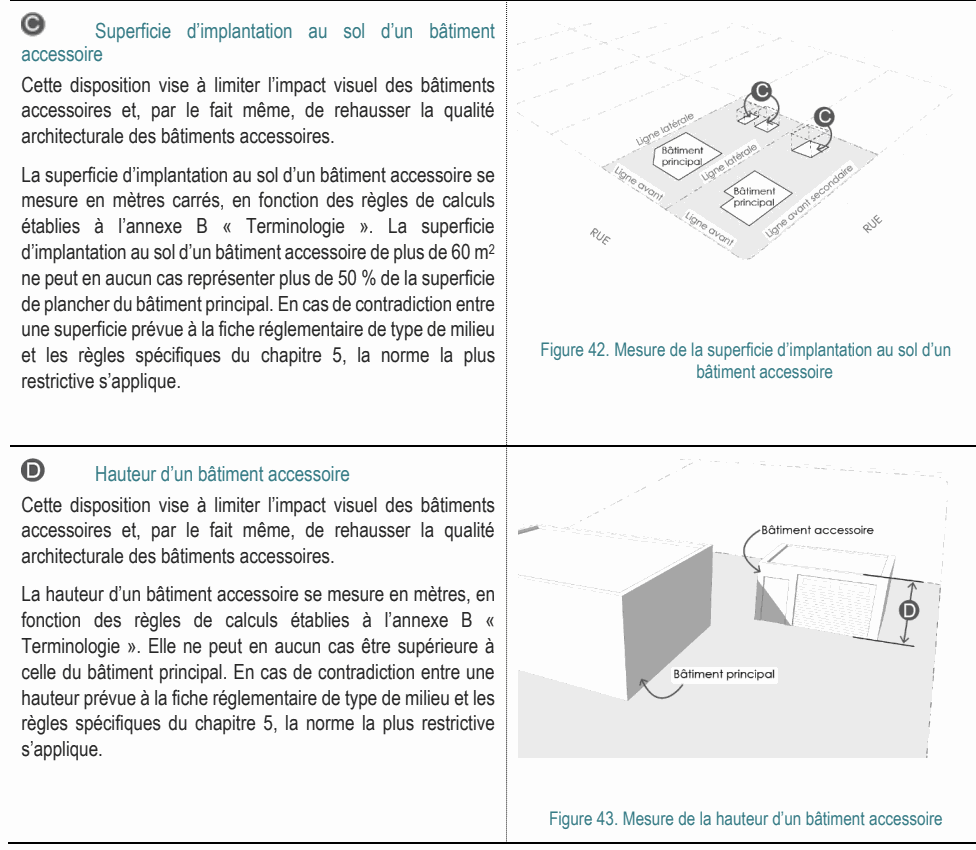 C Superficie d’implantation au sol d’un bâtiment
accessoire
Cette disposition vise à limiter l’impact visuel des bâtiments
accessoires et, par le fait même, de rehausser la qualité
architecturale des bâtiments accessoires.
La superficie d’implantation au sol d’un bâtiment accessoire se
mesure en mètres carrés, en fonction des règles de calculs
établies à l’annexe B « Terminologie ». La superficie
d’implantation au sol d’un bâtiment accessoire de plus de 60 m²
ne peut en aucun cas représenter plus de 50 % de la superficie
de plancher du bâtiment principal. En cas de contradiction entre
une superficie prévue à la fiche réglementaire de type de milieu
et les règles spécifiques du chapitre 5, la norme la plus
restrictive s’applique.
C
C
Ligne latérale
Bâtiment
principal
Ligne latérale
Ligne avant
Bâtiment
principal
Ligne avant secondaire
Ligne avant
RUE
RUE
Figure 42. Mesure de la superficie d’implantation au sol d’un
bâtiment accessoire
D Hauteur d’un bâtiment accessoire
Cette disposition vise à limiter l’impact visuel des bâtiments
accessoires et, par le fait même, de rehausser la qualité
architecturale des bâtiments accessoires.
La hauteur d’un bâtiment accessoire se mesure en mètres, en
fonction des règles de calculs établies à l’annexe B «
Terminologie ». Elle ne peut en aucun cas être supérieure à
celle du bâtiment principal. En cas de contradiction entre une
hauteur prévue à la fiche réglementaire de type de milieu et les
règles spécifiques du chapitre 5, la norme la plus restrictive
s’applique.
Bâtiment accessoire
D
Bâtiment principal
Figure 43. Mesure de la hauteur d’un bâtiment accessoire